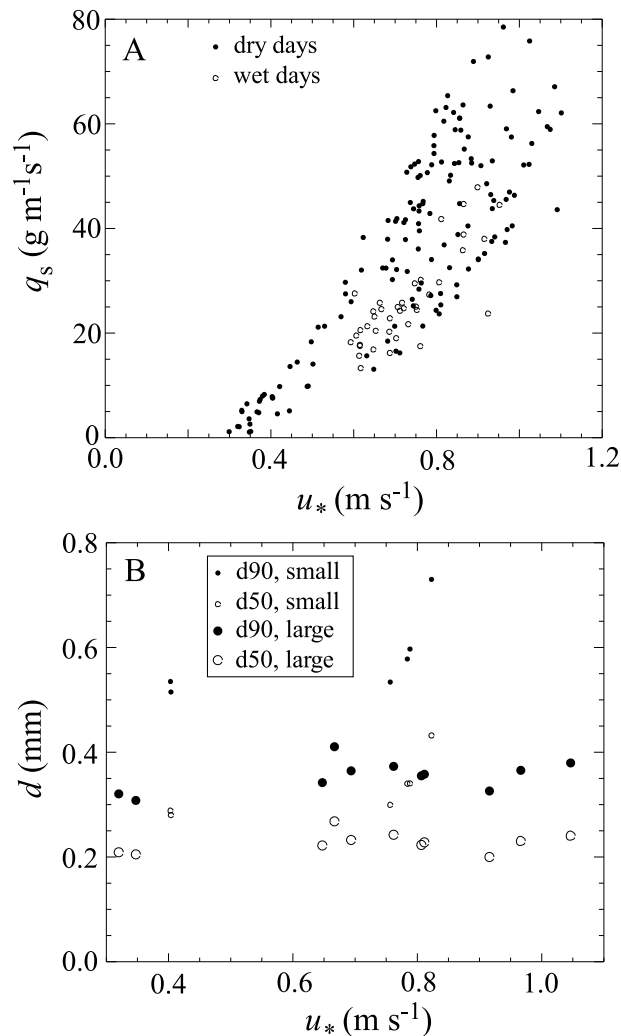 A
dry days
wet days
80
60
40
20
0
q_s (g m⁻¹s⁻¹)
0.0 0.4 0.8 1.2
u_* (m s⁻¹)
B
d90, small
d50, small
d90, large
d50, large
0.8
0.6
0.4
0.2
0.0
d (mm)
0.4 0.6 0.8 1.0
u_* (m s⁻¹)